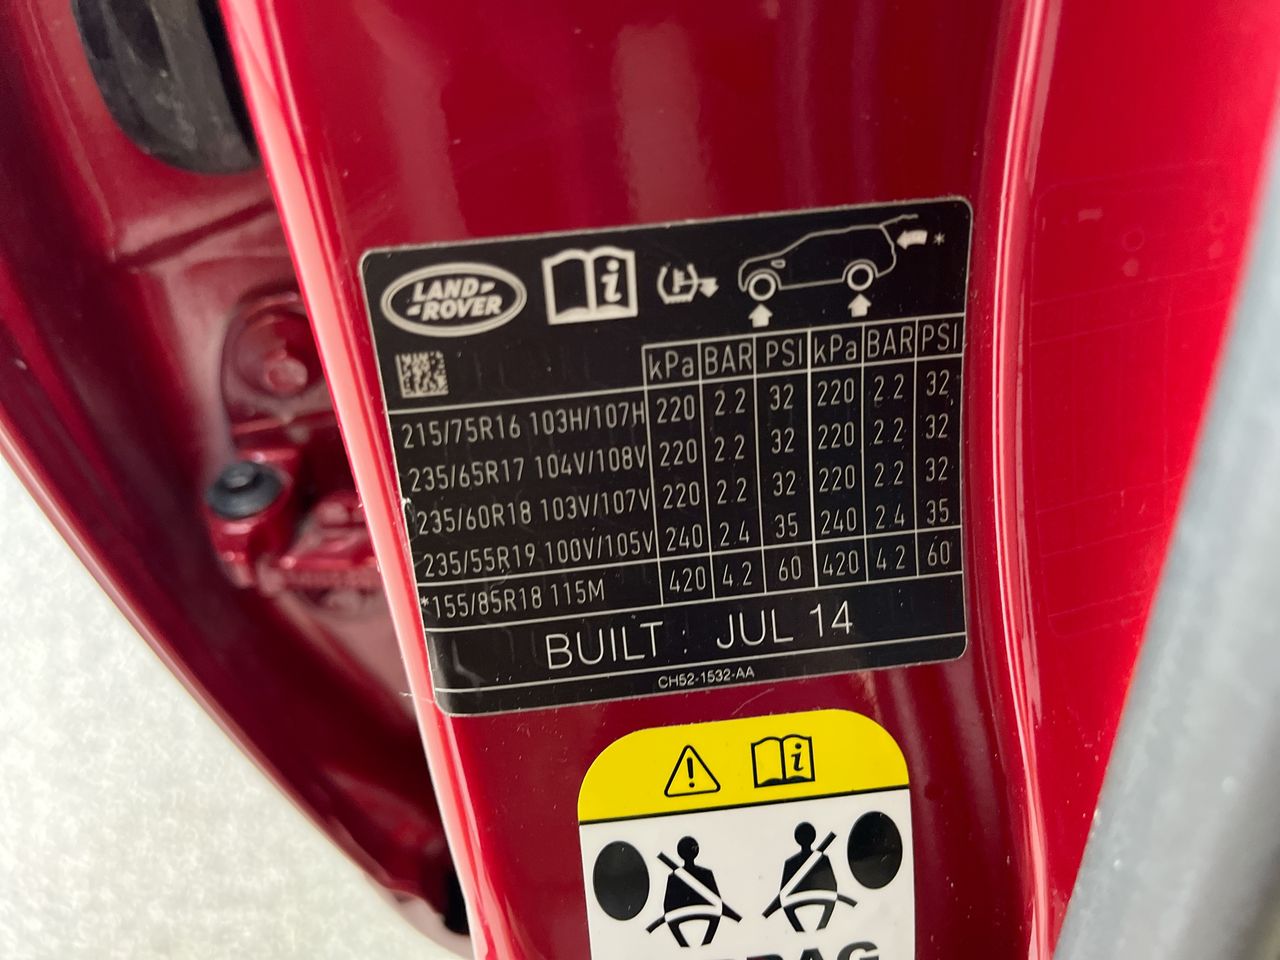 LAND-
-ROVER
i
*
kPa BAR PSI kPa BAR PSI
215/75R16 103H/107H 220 2.2 32 220 2.2 32
235/65R17 104V/108V 220 2.2 32 220 2.2 32
235/60R18 103V/107V 220 2.2 32 220 2.2 32
235/55R19 100V/105V 240 2.4 35 240 2.4 35
*155/85R18 115M 420 4.2 60 420 4.2 60
BUILT : JUL 14
CH52-1532-AA
! i